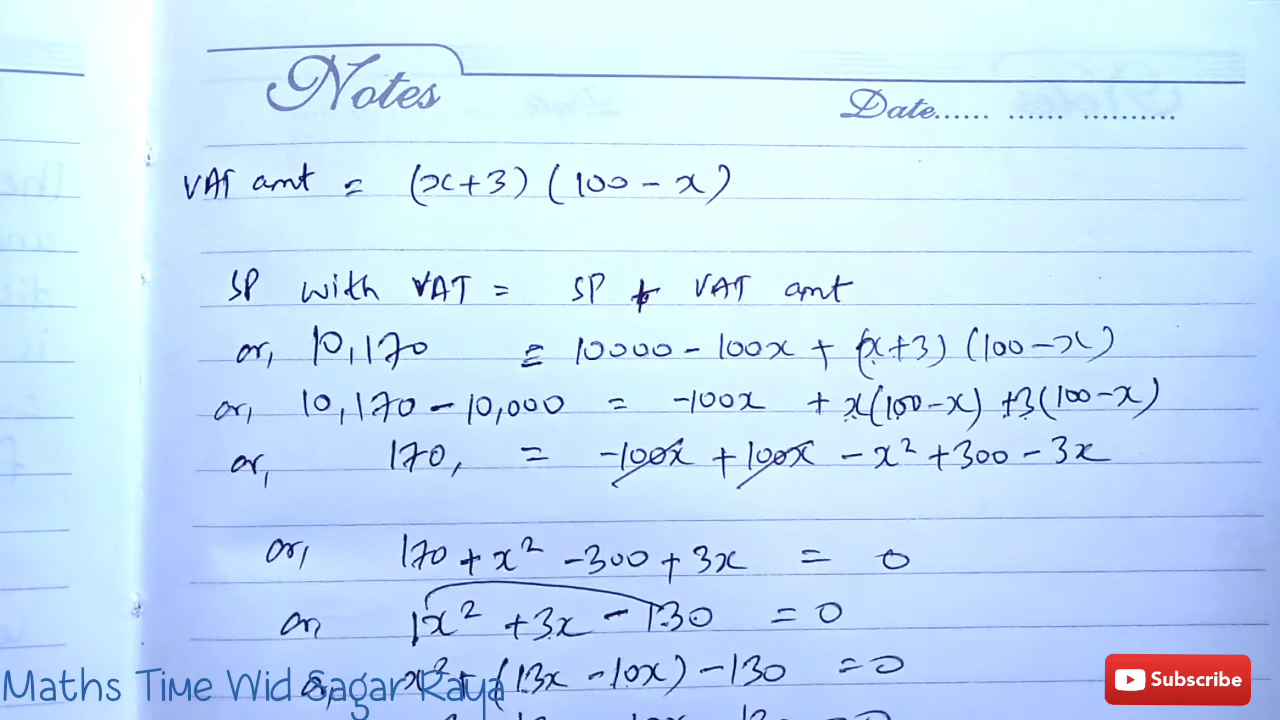 Notes
Date...... ...... ..........
VAT amt = (x+3) (100 - x)
SP with VAT = SP + VAT amt
or, 10,170 = 10000 - 100x + (x+3) (100-x)
or, 10,170 - 10,000 = -100x + x(100-x) +3(100-x)
or, 170, = -100x + 100x - x² + 300 - 3x
or, 170 + x² - 300 + 3x = 0
or 1x² + 3x - 130 = 0
or, x² + (13x - 10x) - 130 = 0
Maths Time Wid Sagar Raya
Subscribe